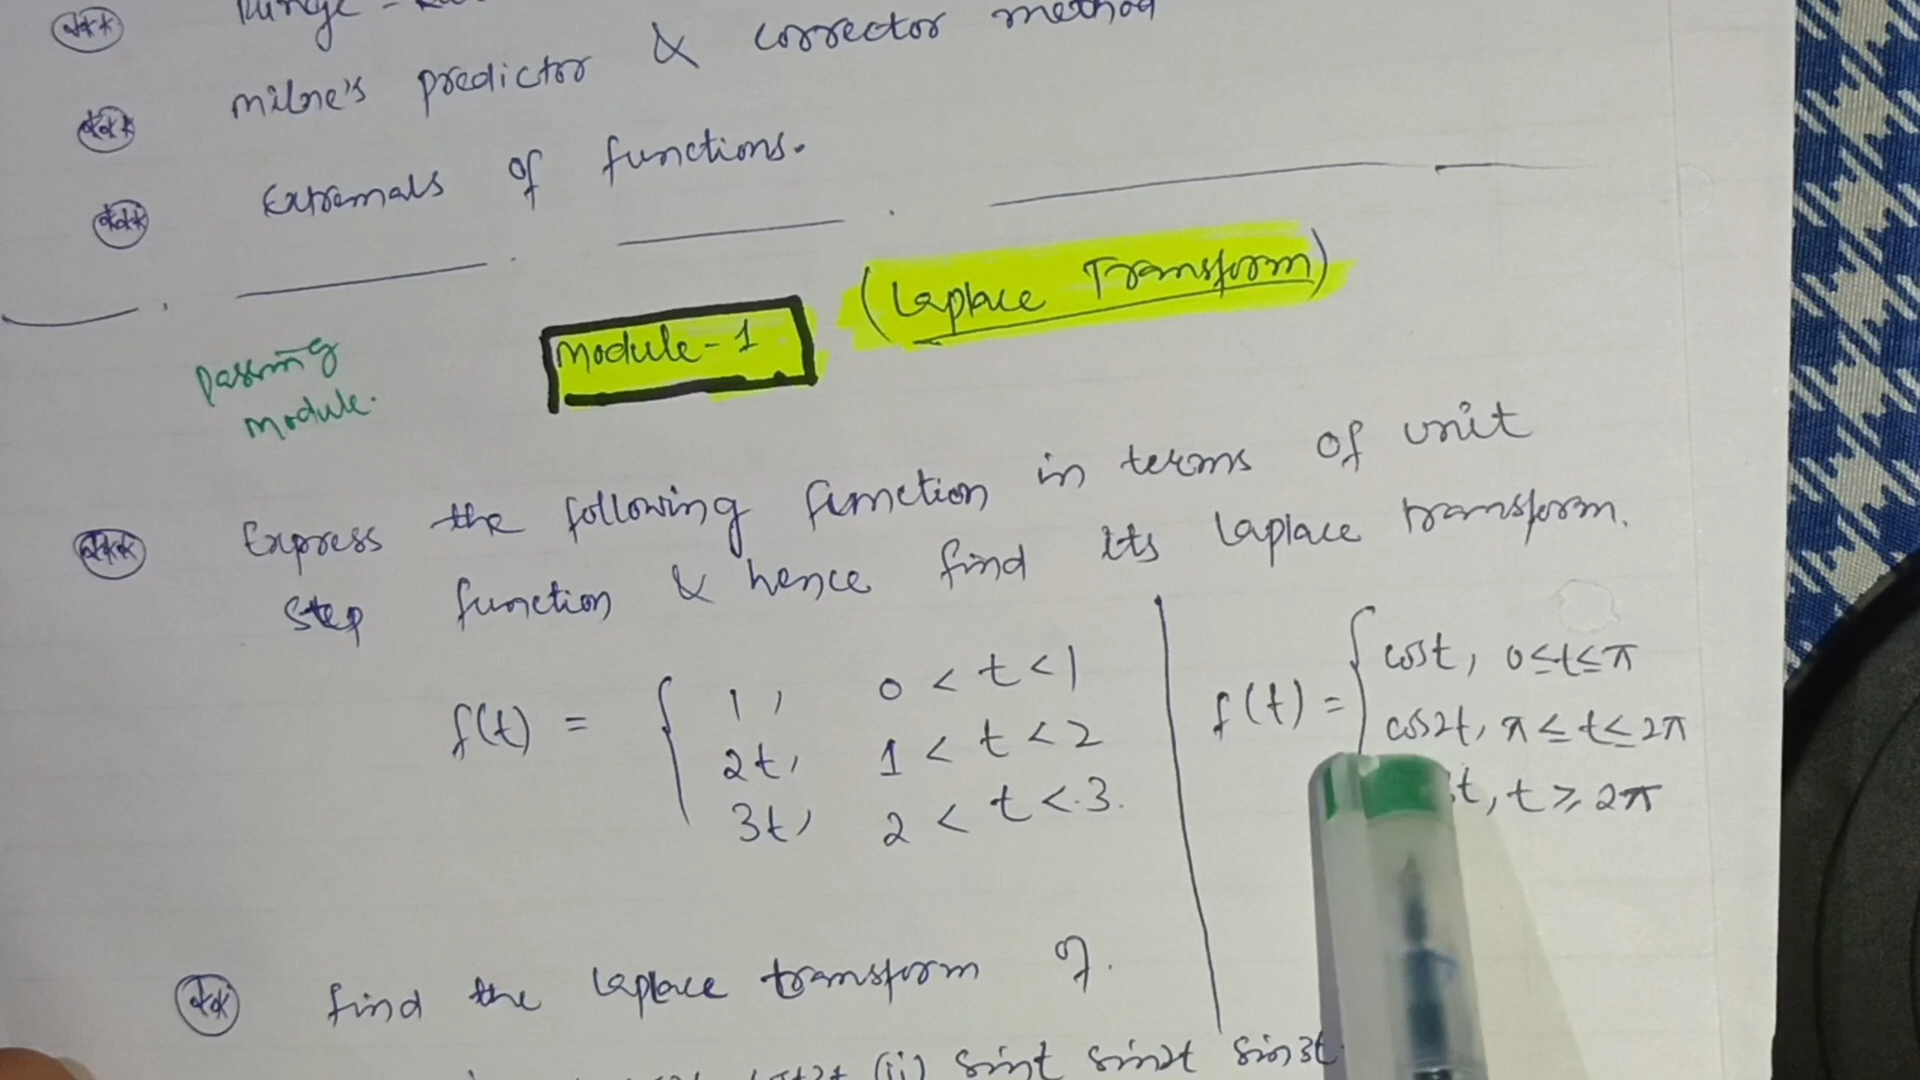 *** Runge -
*** Milne's predictor & corrector method
*** Extremals of functions.
Passing module.
Module-1 (Laplace Transform)
*** Express the following function in terms of unit
step function & hence find its Laplace transform.
f(t) = { 1, 0 < t < 1
2t, 1 < t < 2
3t, 2 < t < 3.
f(t) = { cost, 0≤t≤π
cos2t, π≤t≤2π
t, t≥2π
** find the Laplace transform of.
(ii) sint sin2t sin3t